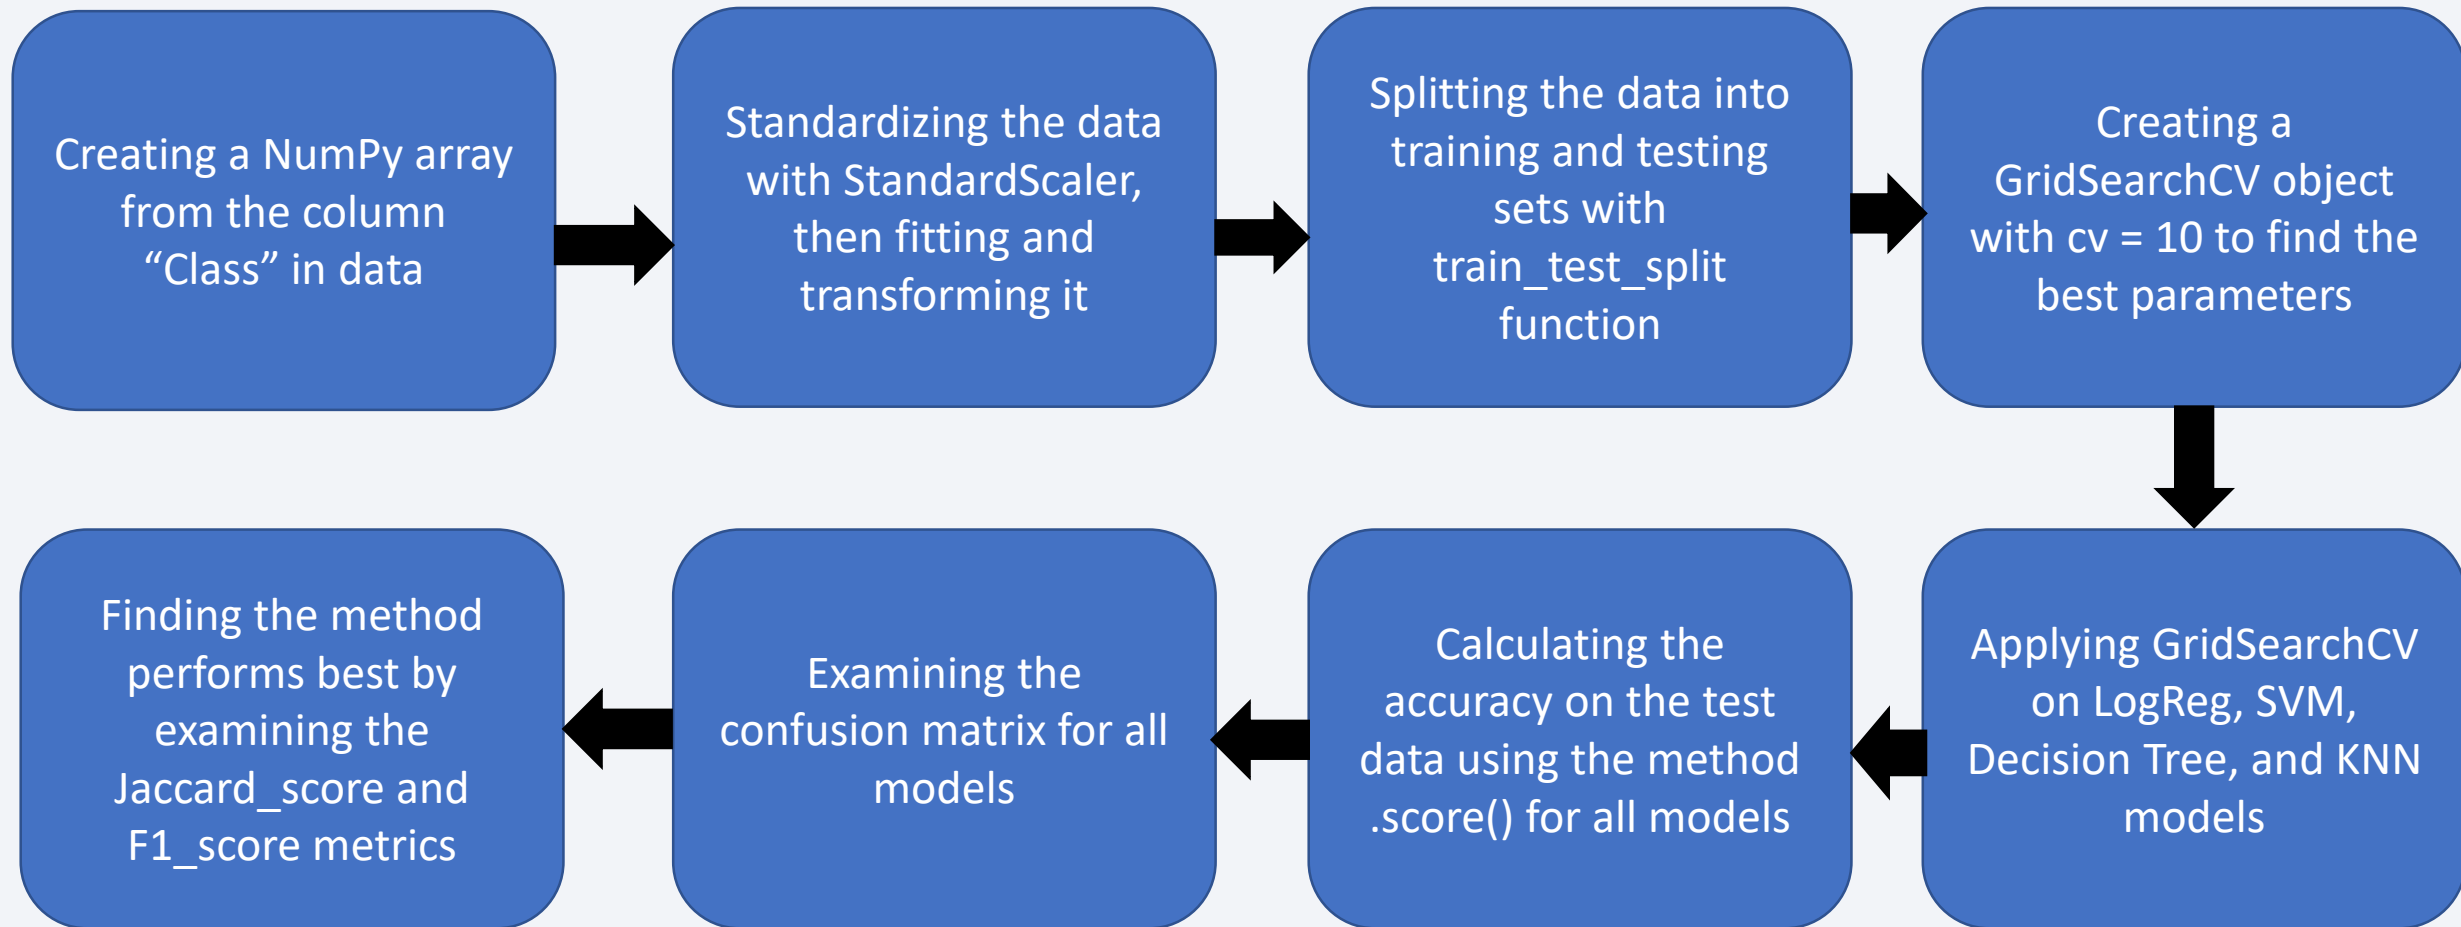 Creating a NumPy array
from the column
“Class” in data
Standardizing the data
with StandardScaler,
then fitting and
transforming it
Splitting the data into
training and testing
sets with
train_test_split
function
Creating a
GridSearchCV object
with cv = 10 to find the
best parameters
Applying GridSearchCV
on LogReg, SVM,
Decision Tree, and KNN
models
Calculating the
accuracy on the test
data using the method
.score() for all models
Examining the
confusion matrix for all
models
Finding the method
performs best by
examining the
Jaccard_score and
F1_score metrics